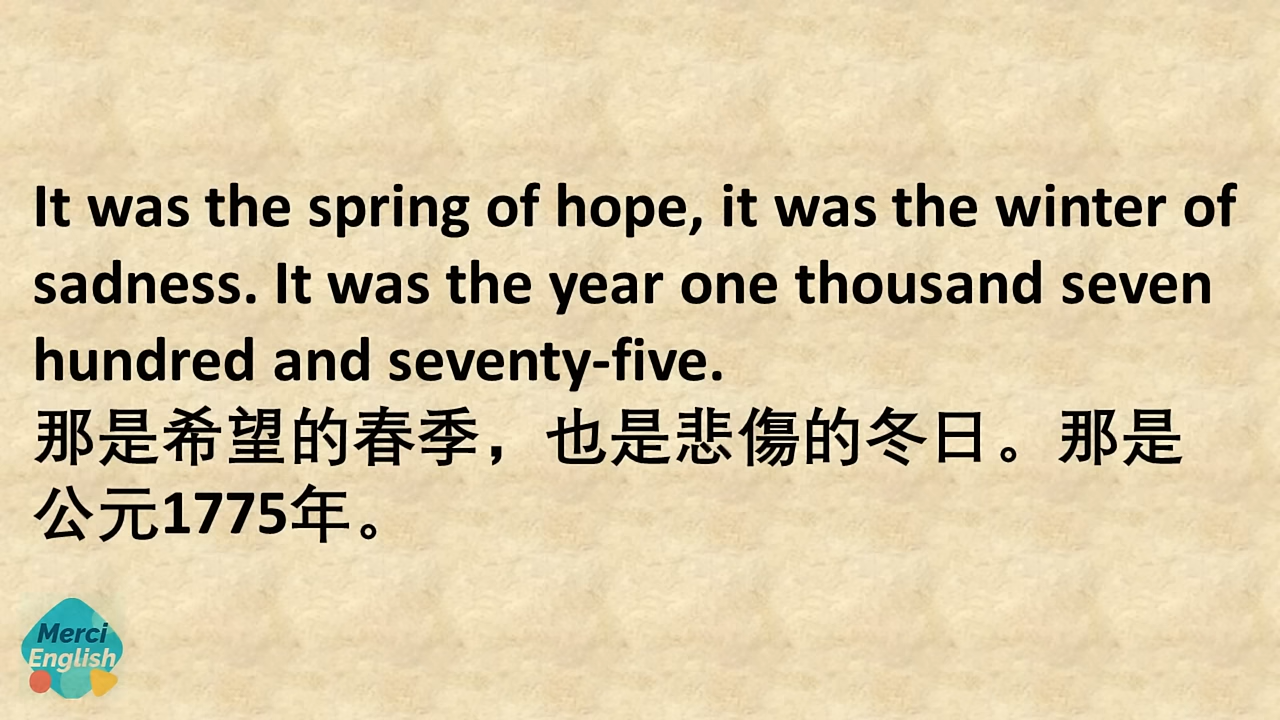 It was the spring of hope, it was the winter of
sadness. It was the year one thousand seven
hundred and seventy-five.
那是希望的春季，也是悲傷的冬日。那是
公元1775年。
Merci
English